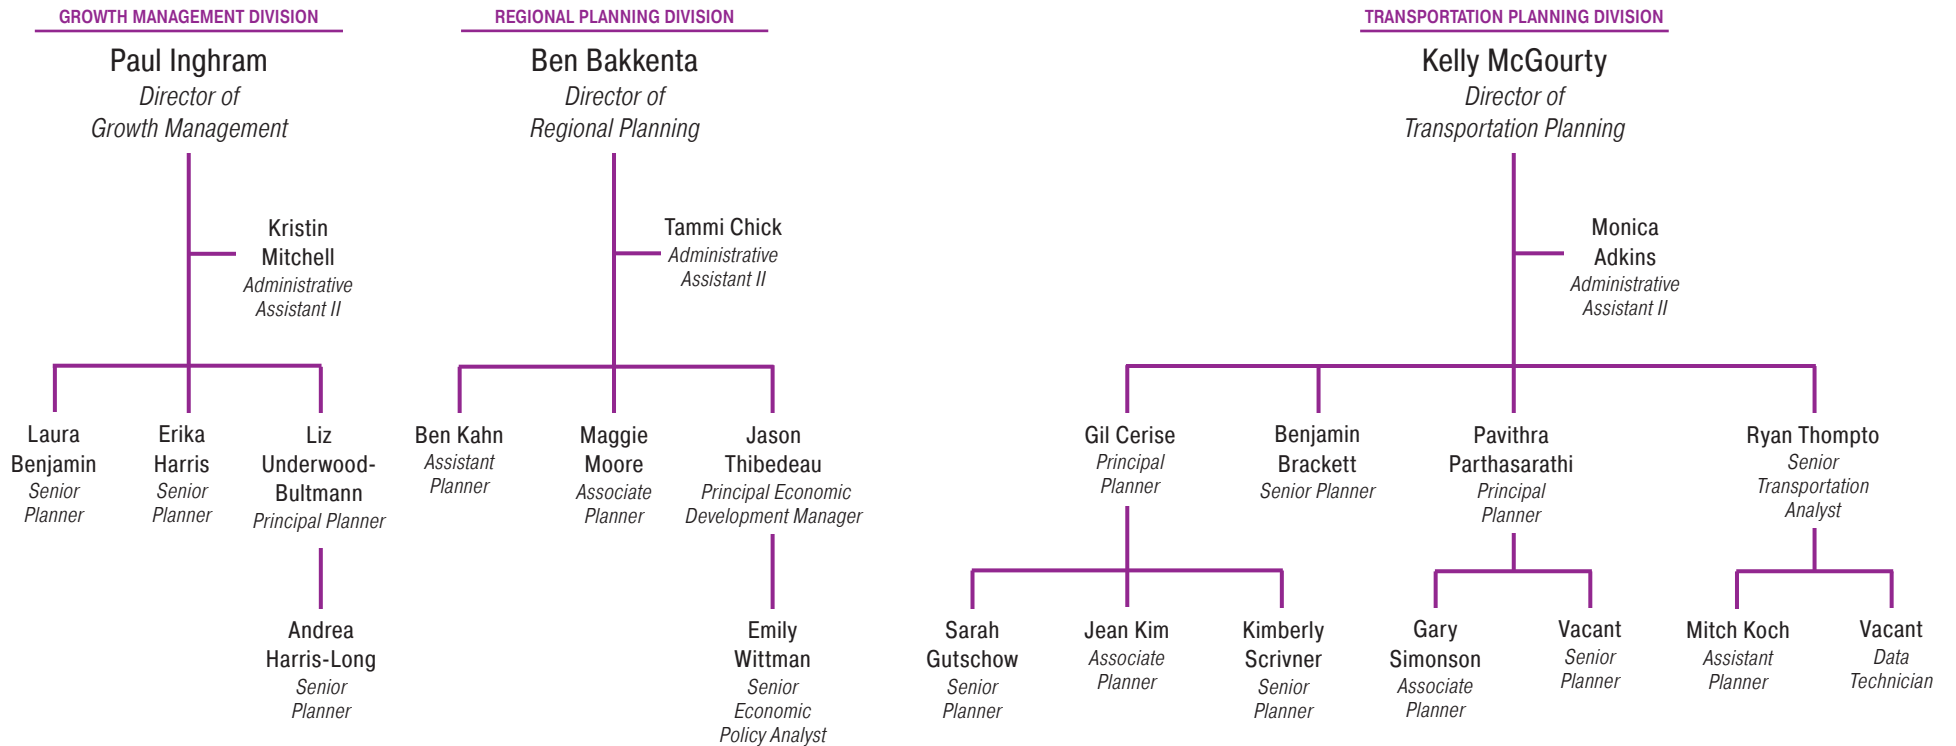 GROWTH MANAGEMENT DIVISION
Paul Inghram
Director of
Growth Management
Kristin
Mitchell
Administrative
Assistant II
Laura
Benjamin
Senior
Planner
Erika
Harris
Senior
Planner
Liz
Underwood-
Bultmann
Principal Planner
Andrea
Harris-Long
Senior
Planner
REGIONAL PLANNING DIVISION
Ben Bakkenta
Director of
Regional Planning
Tammi Chick
Administrative
Assistant II
Ben Kahn
Assistant
Planner
Maggie
Moore
Associate
Planner
Jason
Thibedeau
Principal Economic
Development Manager
Emily
Wittman
Senior
Economic
Policy Analyst
TRANSPORTATION PLANNING DIVISION
Kelly McGourty
Director of
Transportation Planning
Monica
Adkins
Administrative
Assistant II
Gil Cerise
Principal
Planner
Benjamin
Brackett
Senior Planner
Pavithra
Parthasarathi
Principal
Planner
Ryan Thompto
Senior
Transportation
Analyst
Sarah
Gutschow
Senior
Planner
Jean Kim
Associate
Planner
Kimberly
Scrivner
Senior
Planner
Gary
Simonson
Associate
Planner
Vacant
Senior
Planner
Mitch Koch
Assistant
Planner
Vacant
Data
Technician